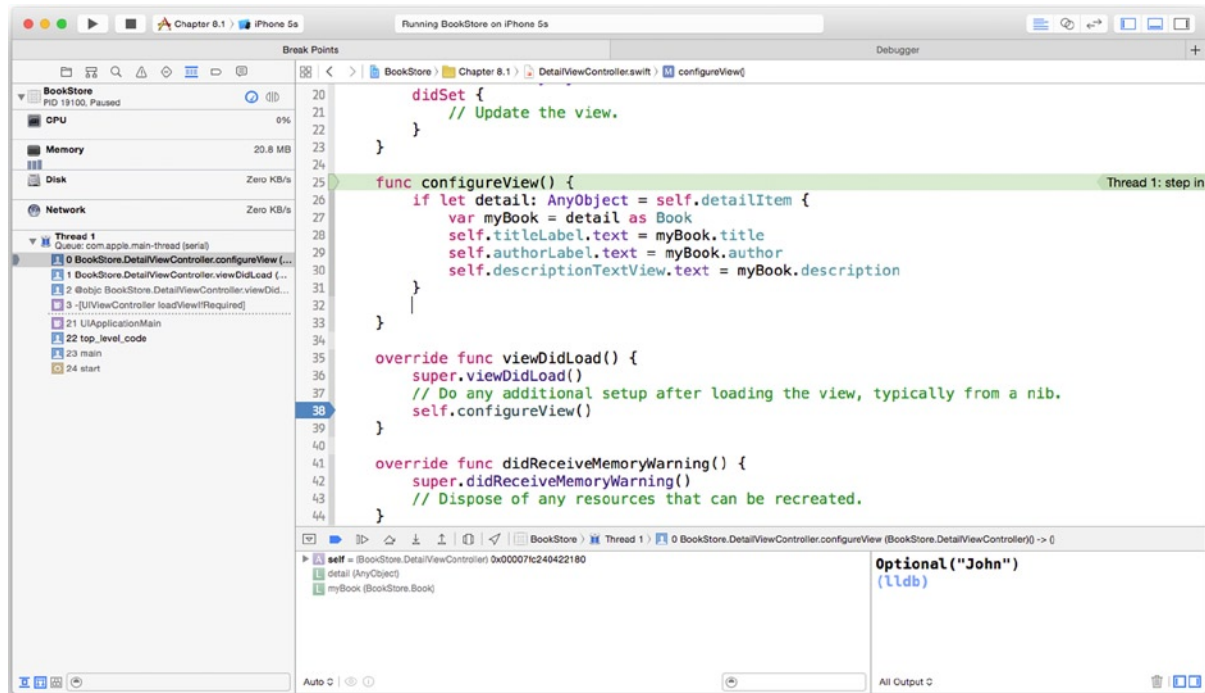 Chapter 8.1 〉 iPhone 5s
Running BookStore on iPhone 5s
Break Points
Debugger
BookStore
PID 19100, Paused
CPU 0%
Memory 20.8 MB
Disk Zero KB/s
Network Zero KB/s
Thread 1
Queue: com.apple.main-thread (serial)
0 BookStore.DetailViewController.configureView (...
1 BookStore.DetailViewController.viewDidLoad (...
2 @objc BookStore.DetailViewController.viewDid...
3 -[UIViewController loadViewIfRequired]
21 UIApplicationMain
22 top_level_code
23 main
24 start
BookStore 〉 Chapter 8.1 〉 DetailViewController.swift 〉 M configureView()
20 didSet {
21 // Update the view.
22 }
23 }
24
25 func configureView() { Thread 1: step in
26 if let detail: AnyObject = self.detailItem {
27 var myBook = detail as Book
28 self.titleLabel.text = myBook.title
29 self.authorLabel.text = myBook.author
30 self.descriptionTextView.text = myBook.description
31 }
32
33 }
34
35 override func viewDidLoad() {
36 super.viewDidLoad()
37 // Do any additional setup after loading the view, typically from a nib.
38 self.configureView()
39 }
40
41 override func didReceiveMemoryWarning() {
42 super.didReceiveMemoryWarning()
43 // Dispose of any resources that can be recreated.
44 }
BookStore 〉 Thread 1 〉 0 BookStore.DetailViewController.configureView (BookStore.DetailViewController)() -> ()
A self = (BookStore.DetailViewController) 0x00007fc240422180
L detail (AnyObject)
L myBook (BookStore.Book)
Optional("John")
(lldb)
Auto
All Output